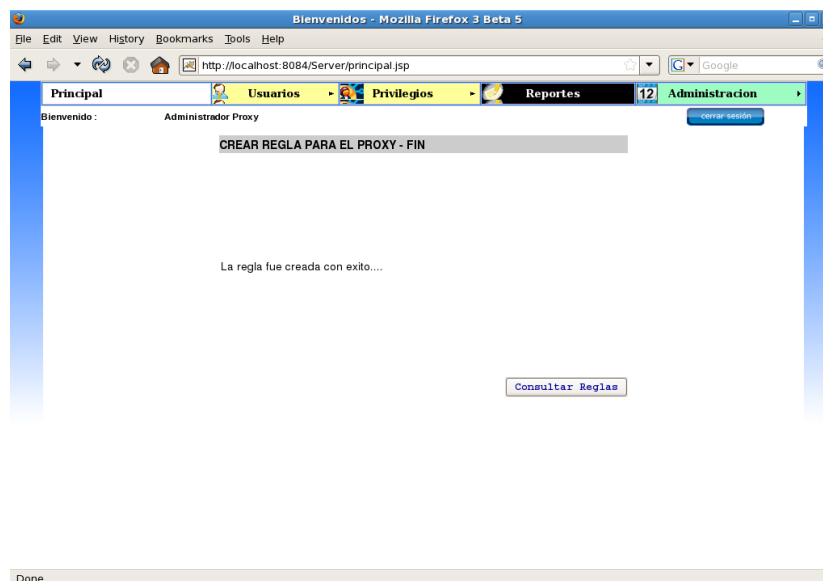 Bienvenidos - Mozilla Firefox 3 Beta 5
File Edit View History Bookmarks Tools Help
http://localhost:8084/Server/principal.jsp G Google
Principal Usuarios Privilegios Reportes 12 Administracion
Bienvenido : Administrador Proxy cerrar sesión
CREAR REGLA PARA EL PROXY - FIN
La regla fue creada con exito....
Consultar Reglas
Done